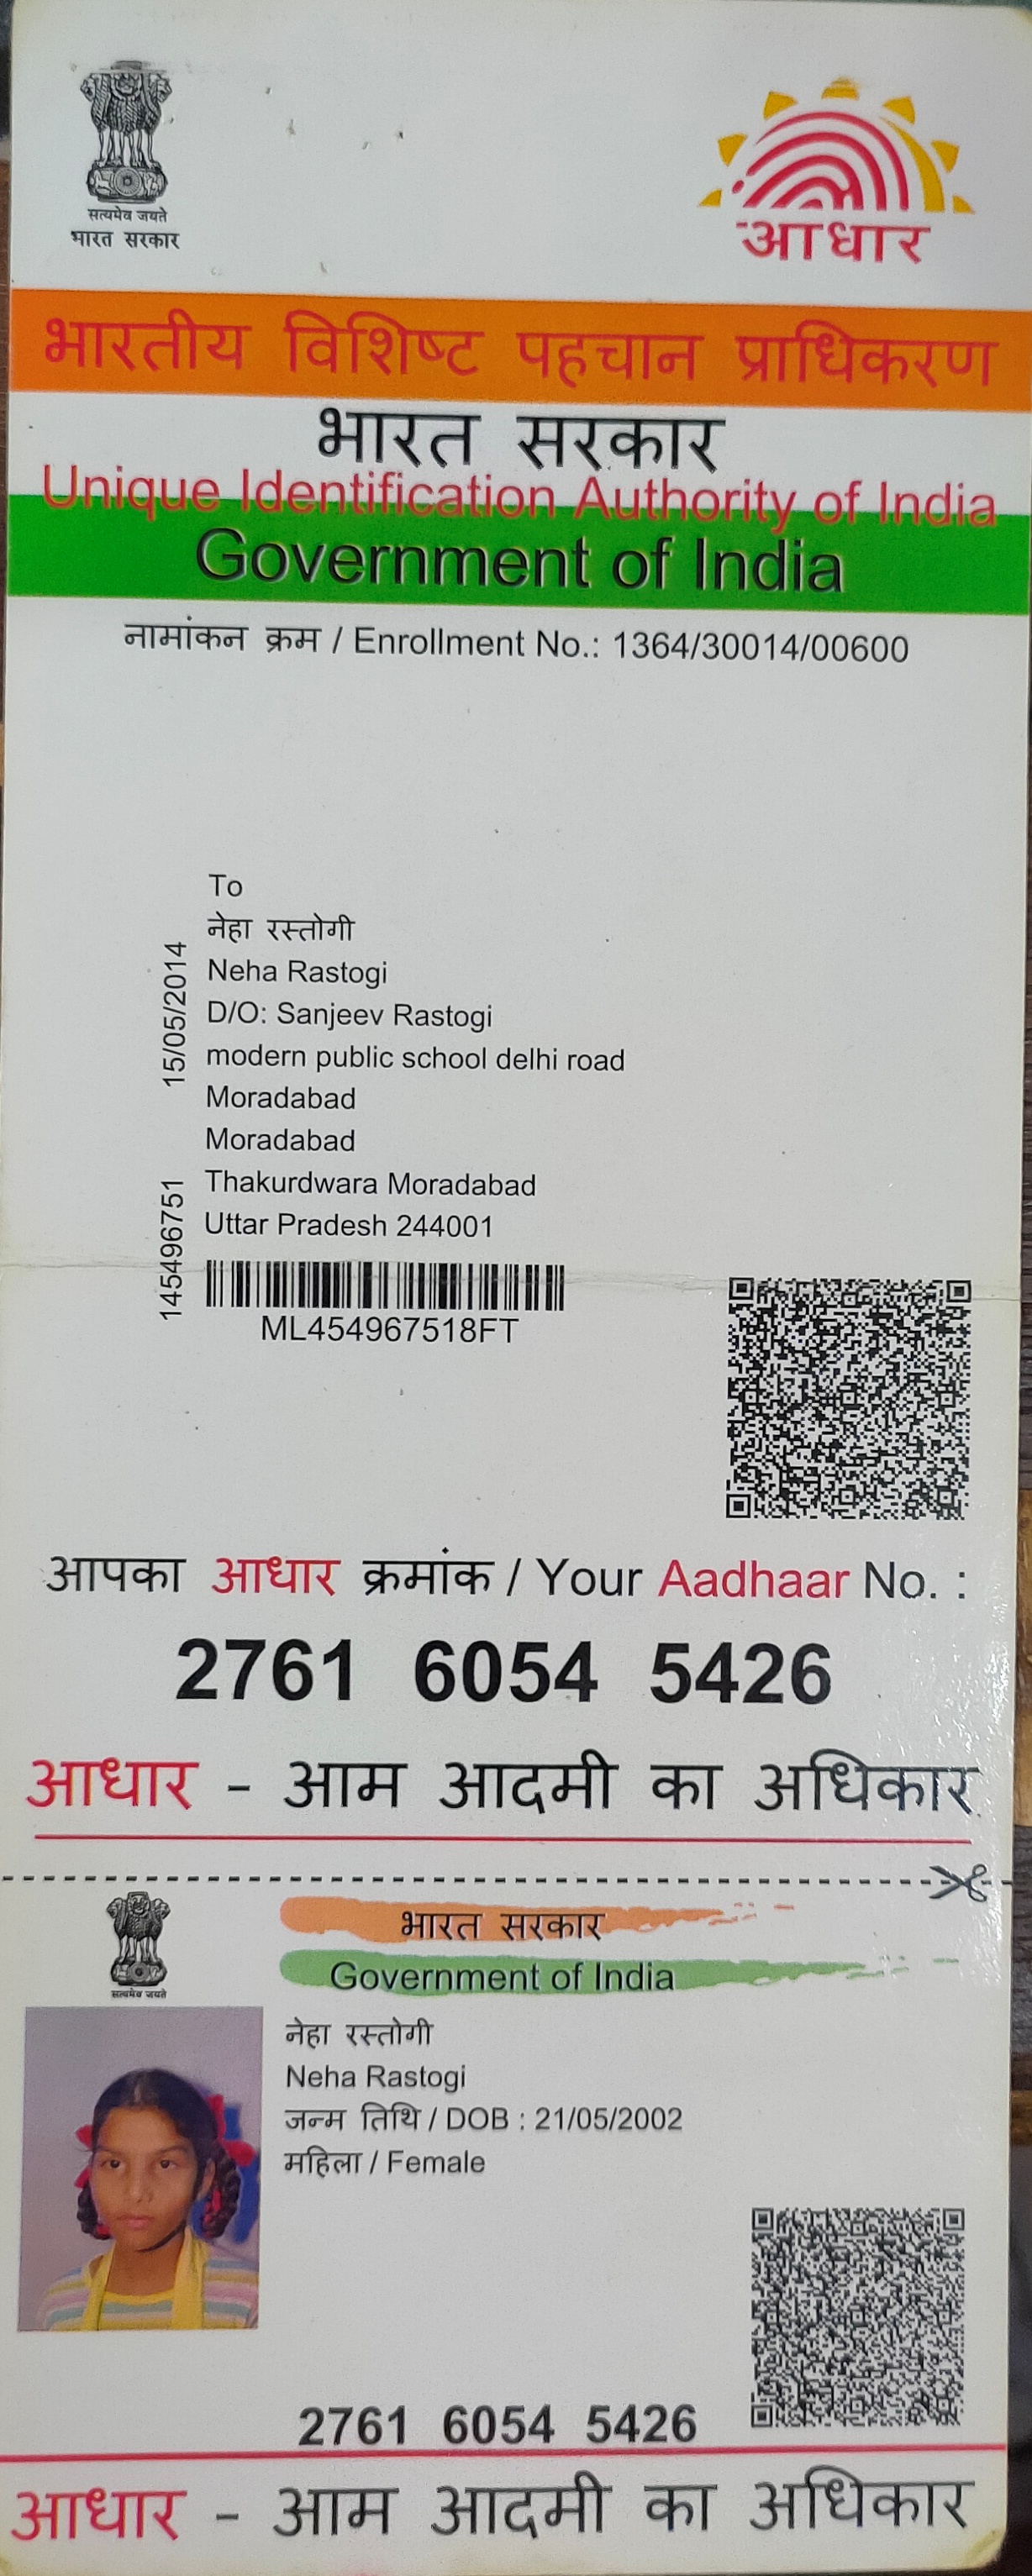 सत्यमेव जयते
भारत सरकार
आधार
भारतीय विशिष्ट पहचान प्राधिकरण
भारत सरकार
Unique Identification Authority of India
Government of India
नामांकन क्रम / Enrollment No.: 1364/30014/00600
To
नेहा रस्तोगी
Neha Rastogi
D/O: Sanjeev Rastogi
modern public school delhi road
Moradabad
Moradabad
Thakurdwara Moradabad
Uttar Pradesh 244001
15/05/2014
145496751
ML454967518FT
आपका आधार क्रमांक / Your Aadhaar No. :
2761 6054 5426
आधार - आम आदमी का अधिकार
सत्यमेव जयते
भारत सरकार
Government of India
नेहा रस्तोगी
Neha Rastogi
जन्म तिथि / DOB : 21/05/2002
महिला / Female
2761 6054 5426
आधार - आम आदमी का अधिकार